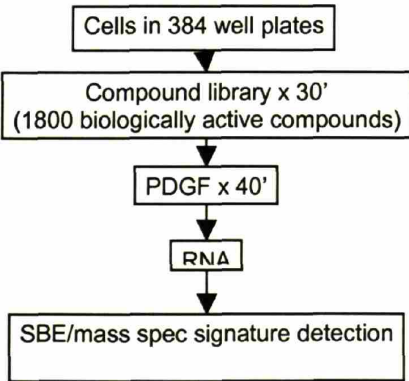 Cells in 384 well plates
Compound library x 30'
(1800 biologically active compounds)
PDGF x 40'
RNA
SBE/mass spec signature detection